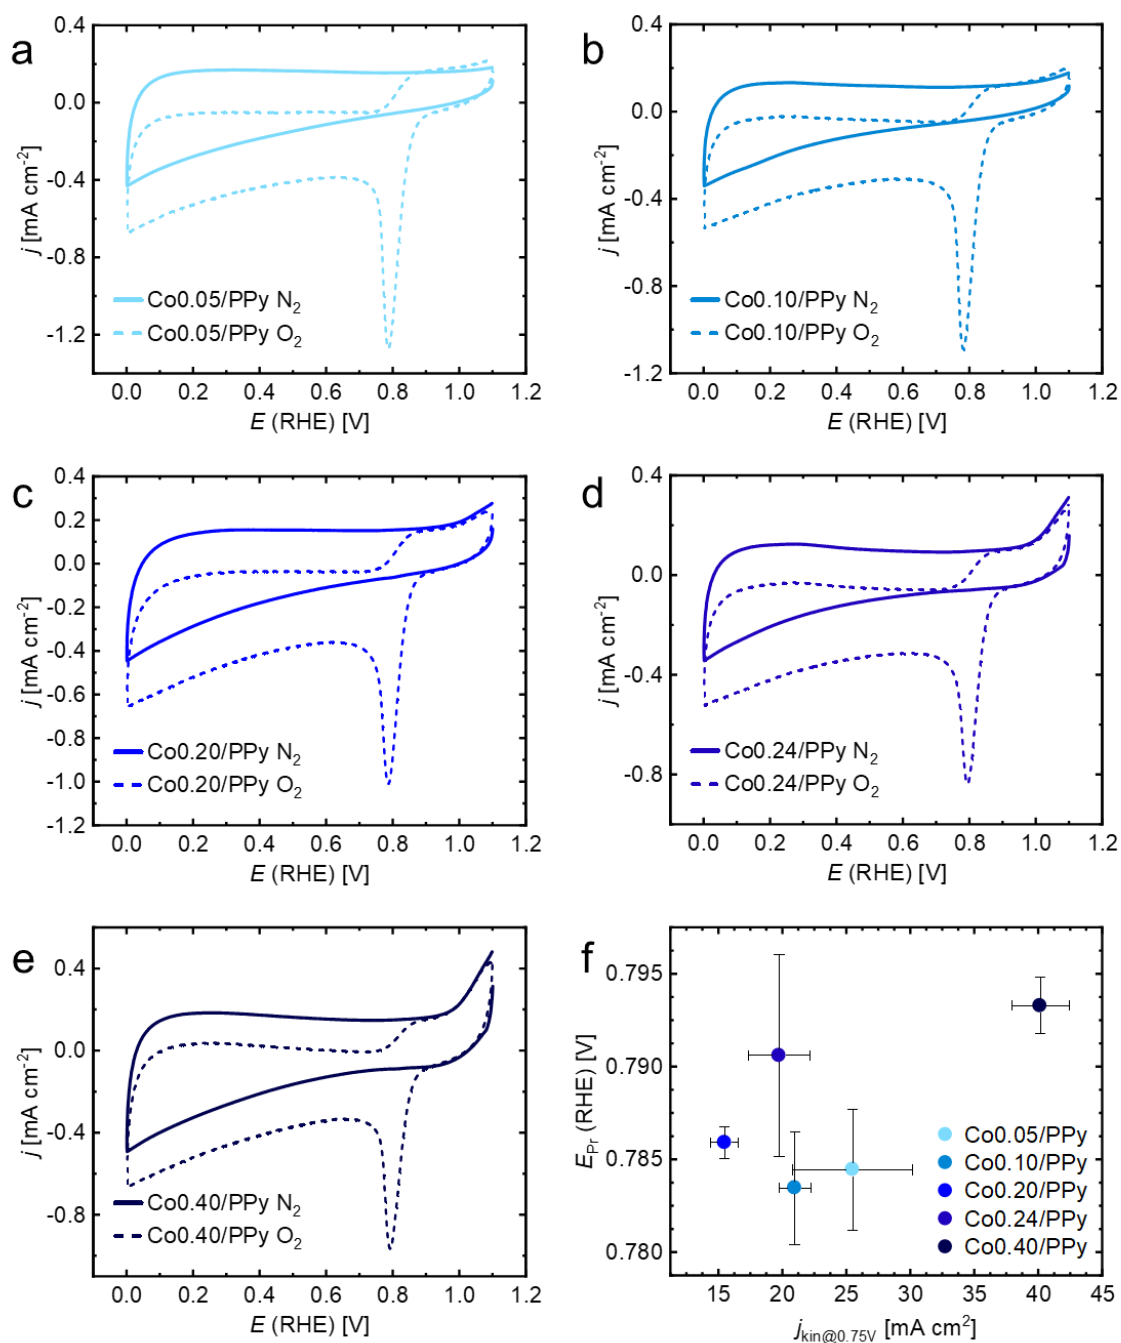 a
0.4
0.0
-0.4
-0.8
-1.2
j [mA cm-2]
Co0.05/PPy N2
Co0.05/PPy O2
0.0 0.2 0.4 0.6 0.8 1.0 1.2
E (RHE) [V]
b
0.4
0.0
-0.4
-0.8
-1.2
j [mA cm-2]
Co0.10/PPy N2
Co0.10/PPy O2
0.0 0.2 0.4 0.6 0.8 1.0 1.2
E (RHE) [V]
c
0.4
0.2
0.0
-0.2
-0.4
-0.6
-0.8
-1.0
-1.2
j [mA cm-2]
Co0.20/PPy N2
Co0.20/PPy O2
0.0 0.2 0.4 0.6 0.8 1.0 1.2
E (RHE) [V]
d
0.4
0.0
-0.4
-0.8
j [mA cm-2]
Co0.24/PPy N2
Co0.24/PPy O2
0.0 0.2 0.4 0.6 0.8 1.0 1.2
E (RHE) [V]
e
0.4
0.0
-0.4
-0.8
j [mA cm-2]
Co0.40/PPy N2
Co0.40/PPy O2
0.0 0.2 0.4 0.6 0.8 1.0 1.2
E (RHE) [V]
f
0.795
0.790
0.785
0.780
EPr (RHE) [V]
Co0.05/PPy
Co0.10/PPy
Co0.20/PPy
Co0.24/PPy
Co0.40/PPy
15 20 25 30 35 40 45
jkin@0.75V [mA cm2]